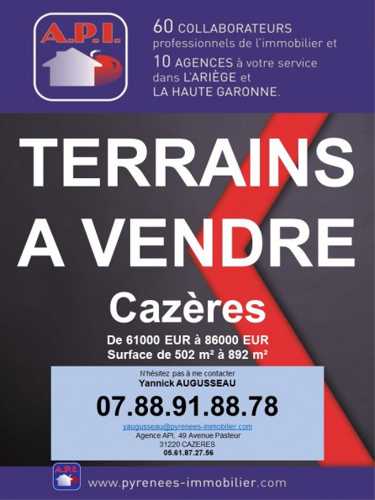 A.P.I.
60 COLLABORATEURS
professionnels de l'immobilier et
10 AGENCES à votre service
dans L'ARIÈGE et
LA HAUTE GARONNE.
TERRAINS
A VENDRE
Cazères
De 61000 EUR à 86000 EUR
Surface de 502 m² à 892 m²
N'hésitez pas à me contacter
Yannick AUGUSSEAU
07.88.91.88.78
yaugusseau@pyrenees-immobilier.com
Agence API, 49 Avenue Pasteur
31220 CAZERES
05.61.87.27.56
A.P.I.
www.pyrenees-immobilier.com